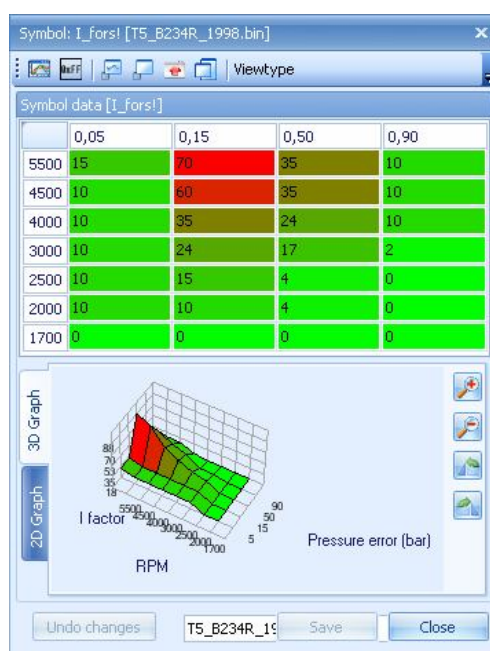 Symbol: I_fors! [T5_B234R_1998.bin]
0xFF Viewtype
Symbol data [I_fors!]
0,05 0,15 0,50 0,90
5500 15 70 35 10
4500 10 60 35 10
4000 10 35 24 10
3000 10 24 17 2
2500 10 15 4 0
2000 10 10 4 0
1700 0 0 0 0
3D Graph
2D Graph
88
70
53
35
18
I factor
5500
4500
4000
3000
2500
2000
1700
RPM
90
50
15
5
Pressure error (bar)
Undo changes T5_B234R_19 Save Close